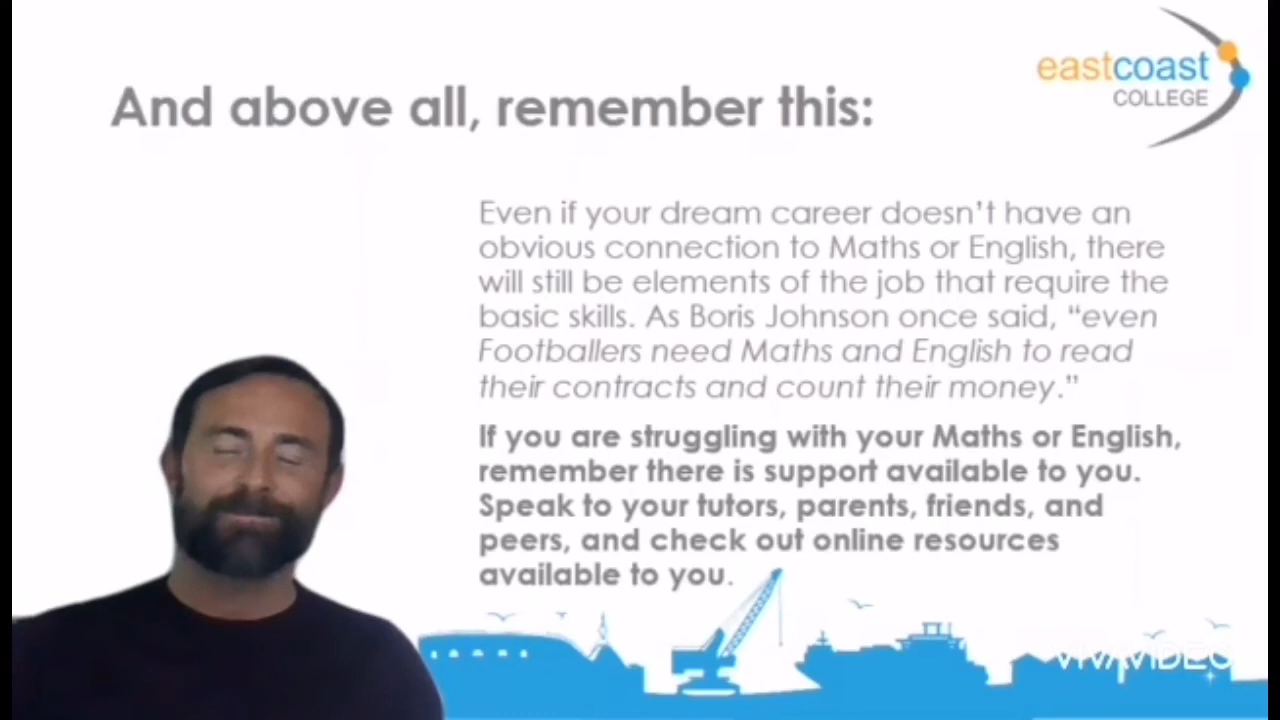 eastcoast
COLLEGE
And above all, remember this:
Even if your dream career doesn't have an
obvious connection to Maths or English, there
will still be elements of the job that require the
basic skills. As Boris Johnson once said, “even
Footballers need Maths and English to read
their contracts and count their money.”
If you are struggling with your Maths or English,
remember there is support available to you.
Speak to your tutors, parents, friends, and
peers, and check out online resources
available to you.
VIVAVIDEO